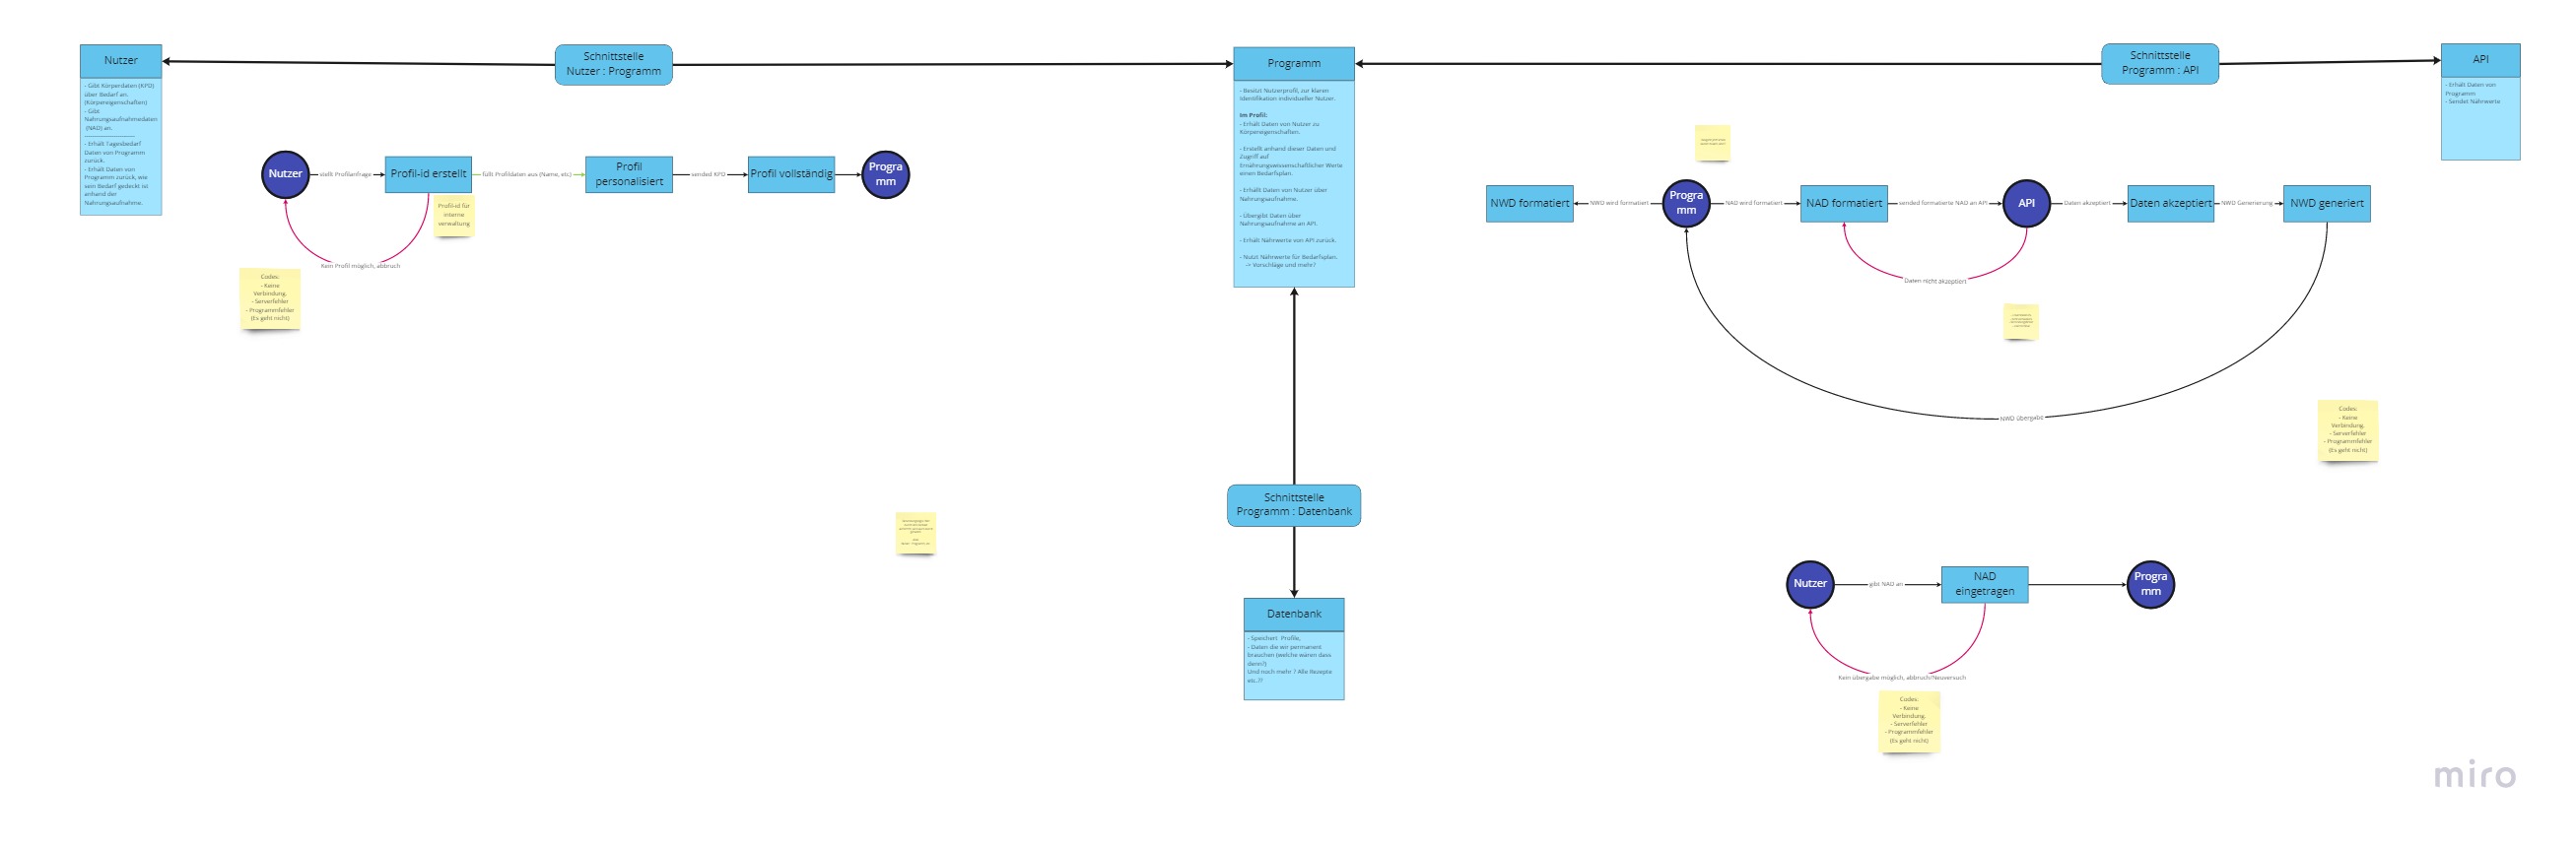 Nutzer
- Gibt Körperdaten (KPD)
über Bedarf an.
(Körpereigenschaften)
- Gibt
Nahrungsaufnahmedaten
(NAD) an.
- Erhält Tagesbedarf
Daten von Programm
zurück.
- Erhält Daten von
Programm zurück, wie
sein Bedarf gedeckt ist
anhand der
Nahrungsaufnahme.
Schnittstelle
Nutzer : Programm
Programm
- Besitzt Nutzerprofil, zur klaren
Identifikation individueller Nutzer.
Im Profil:
- Erhält Daten von Nutzer zu
Körpereigenschaften.
- Erstellt anhand dieser Daten und
Zugriff auf
Ernährungswissenschaftlicher Werte
einen Bedarfsplan.
- Erhällt Daten von Nutzer über
Nahrungsaufnahme.
- Übergibt Daten über
Nahrungsaufnahme an API.
- Erhält Nährwerte von API zurück.
- Nutzt Nährwerte für Bedarfsplan.
-> Vorschläge und mehr?
Schnittstelle
Programm : API
API
- Erhält Daten von
Programm
- Sendet Nährwerte
Nutzer
stellt Profilanfrage
Profil-id erstellt
füllt Profildaten aus (Name, etc)
Profil
personalisiert
sended KPD
Profil vollständig
Progra
mm
Profil-id für
interne
verwaltung
Kein Profil möglich, abbruch
Codes:
- Keine
Verbindung.
- Serverfehler
- Programmfehler
(Es geht nicht)
NWD formatiert
NWD wird formatiert
Progra
mm
NAD wird formatiert
NAD formatiert
sended formatierte NAD an API
API
Daten akzeptiert
Daten akzeptiert
NWD Generierung
NWD generiert
Daten nicht akzeptiert
NWD übergabe
Codes:
- Keine
Verbindung.
- Serverfehler
- Programmfehler
(Es geht nicht)
Schnittstelle
Programm : Datenbank
Datenbank
- Speichert Profile,
- Daten die wir permanent
brauchen (welche wären dass
denn?)
Und noch mehr ? Alle Rezepte
etc..??
Nutzer
gibt NAD an
NAD
eingetragen
Progra
mm
Kein übergabe möglich, abbruch/Neuversuch
Codes:
- Keine
Verbindung.
- Serverfehler
- Programmfehler
(Es geht nicht)
miro